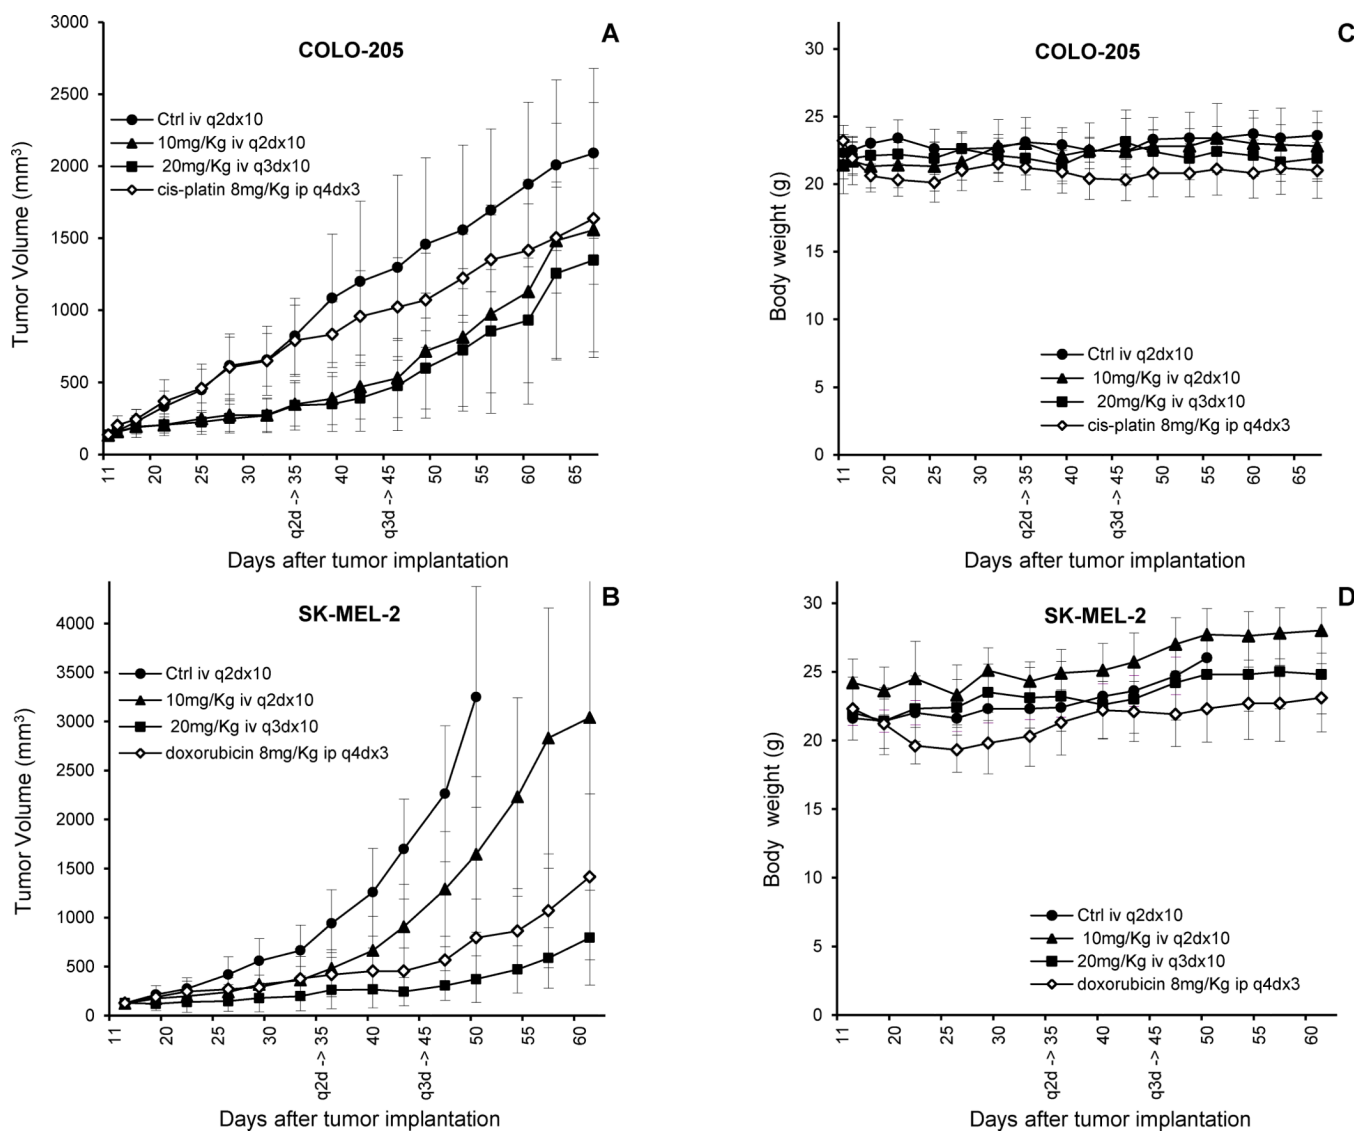 A
COLO-205
Tumor Volume (mm³)
3000
2500
2000
1500
1000
500
0
Ctrl iv q2dx10
10mg/Kg iv q2dx10
20mg/Kg iv q3dx10
cis-platin 8mg/Kg ip q4dx3
11
20
25
30
q2d -> 35
40
q3d -> 45
50
55
60
65
Days after tumor implantation
C
COLO-205
Body weight (g)
30
25
20
15
10
5
0
Ctrl iv q2dx10
10mg/Kg iv q2dx10
20mg/Kg iv q3dx10
cis-platin 8mg/Kg ip q4dx3
11
20
25
30
q2d -> 35
40
q3d -> 45
50
55
60
65
Days after tumor implantation
B
SK-MEL-2
Tumor Volume (mm³)
4000
3500
3000
2500
2000
1500
1000
500
0
Ctrl iv q2dx10
10mg/Kg iv q2dx10
20mg/Kg iv q3dx10
doxorubicin 8mg/Kg ip q4dx3
11
20
25
30
q2d -> 35
40
q3d -> 45
50
55
60
Days after tumor implantation
D
SK-MEL-2
Body weight (g)
30
25
20
15
10
5
0
Ctrl iv q2dx10
10mg/Kg iv q2dx10
20mg/Kg iv q3dx10
doxorubicin 8mg/Kg ip q4dx3
11
20
25
30
q2d -> 35
40
q3d -> 45
50
55
60
Days after tumor implantation